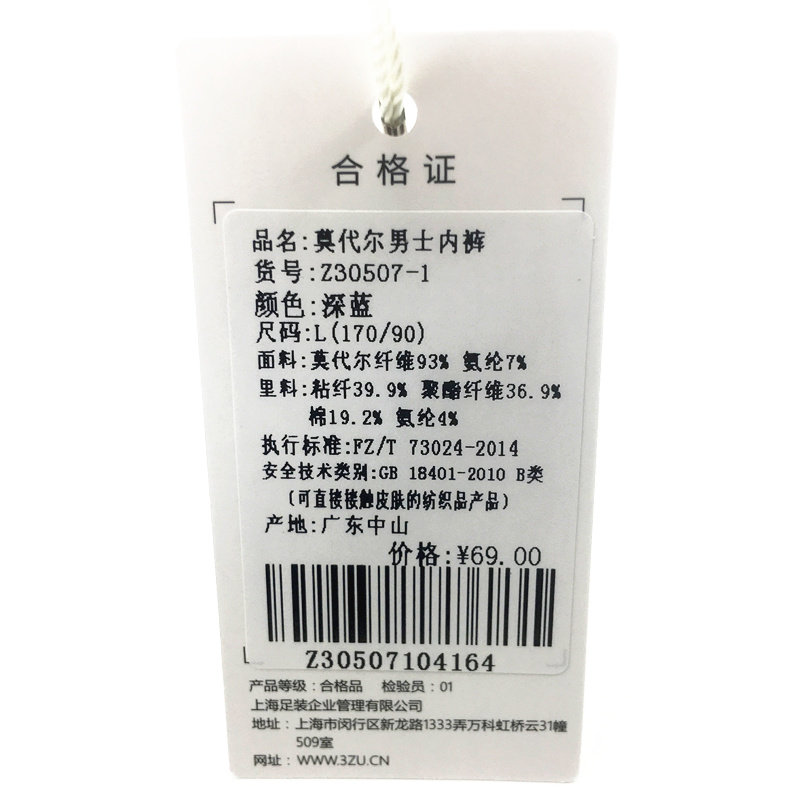 合格证
品名:莫代尔男士内裤
货号:Z30507-1
颜色:深蓝
尺码:L(170/90)
面料:莫代尔纤维93% 氨纶7%
里料:粘纤39.9% 聚酯纤维36.9%
棉19.2% 氨纶4%
执行标准:FZ/T 73024-2014
安全技术类别:GB 18401-2010 B类
(可直接接触皮肤的纺织品产品)
产地:广东中山
价格:¥69.00
Z30507104164
产品等级:合格品 检验员:01
上海足装企业管理有限公司
地址:上海市闵行区新龙路1333弄万科虹桥云31幢
509室
网址:WWW.3ZU.CN